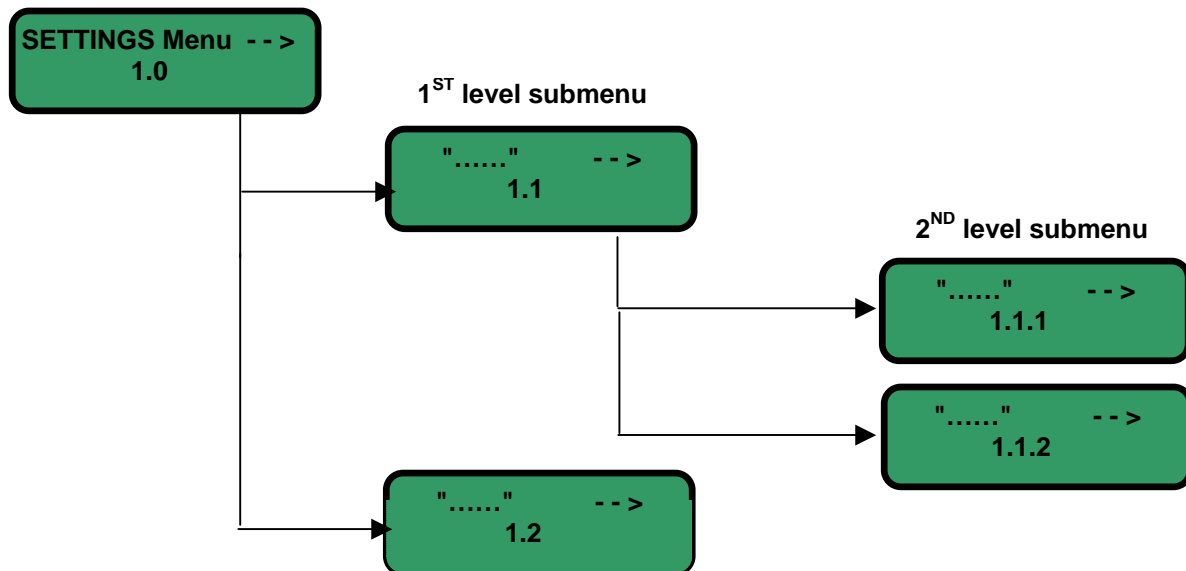 SETTINGS Menu - - >
1.0
1ST level submenu
"......" - - >
1.1
2ND level submenu
"......" - - >
1.1.1
"......" - - >
1.1.2
"......" - - >
1.2